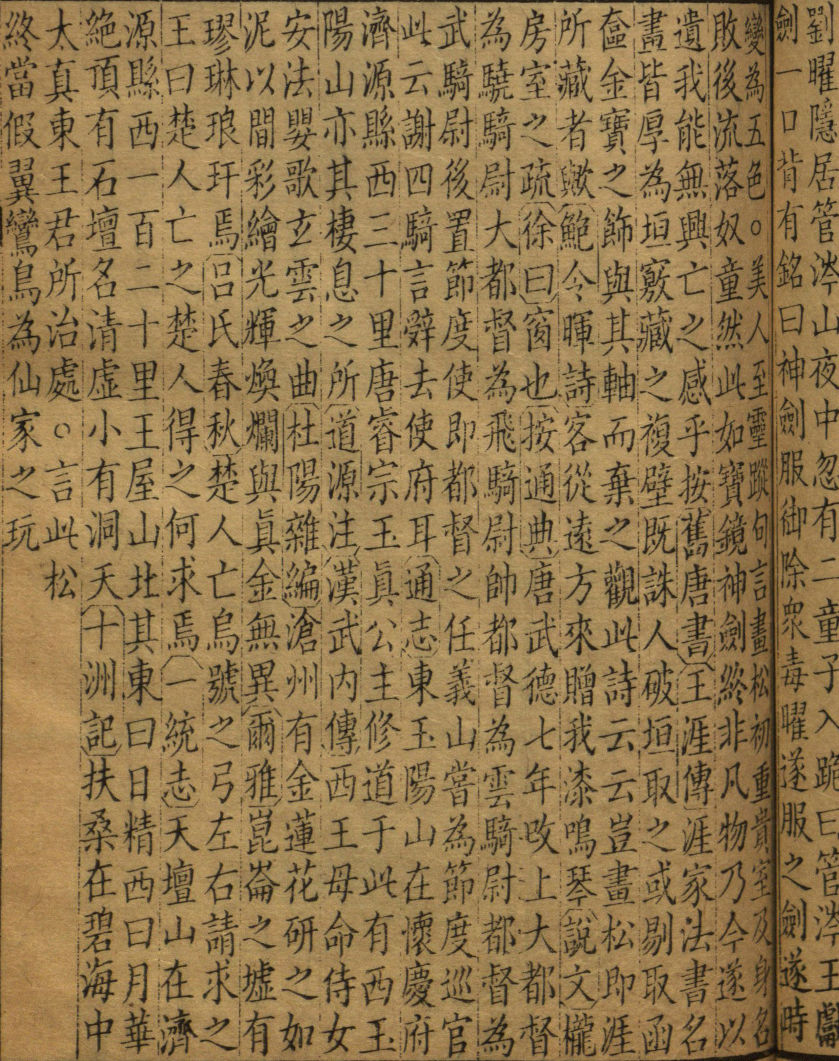 劉曜隱居管涔山夜中忽有二童子入跪曰管涔王獻
劍一口背有銘曰神劍服御除衆毒曜遂服之劍遂時
變為五色○美人至靈蹤句言畫松初重貴室及身名
敗後流落奴童然此如寶鏡神劍終非凡物乃今遂以
遺我能無興亡之感乎按舊唐書王涯傳涯家法書名
畫皆厚為垣竅藏之複壁既誅人破垣取之或剔取函
奩金寶之飾與其軸而棄之觀此詩云云豈畫松即涯
所藏者歟鮑令暉詩客從遠方來贈我漆鳴琴說文櫳
房室之疏徐曰窗也按通典唐武德七年改上大都督
為驍騎尉大都督為飛騎尉帥都督為雲騎尉都督為
武騎尉後置節度使即都督之任義山嘗為節度巡官
此云謝四騎言辭去使府耳通志東玉陽山在懷慶府
濟源縣西三十里唐睿宗玉真公主修道于此有西玉
陽山亦其棲息之所道源注漢武內傳西王母命侍女
安法嬰歌玄雲之曲杜陽雜編滄州有金蓮花研之如
泥以間彩繪光輝煥爛與眞金無異爾雅崑崙之墟有
璆琳琅玕焉呂氏春秋楚人亡烏號之弓左右請求之
王曰楚人亡之楚人得之何求焉一統志天壇山在濟
源縣西一百二十里王屋山北其東曰日精西曰月華
絶頂有石壇名清虛小有洞天十洲記扶桑在碧海中
太真東王君所治處○言此松
終當假翼鸞鳥為仙家之玩